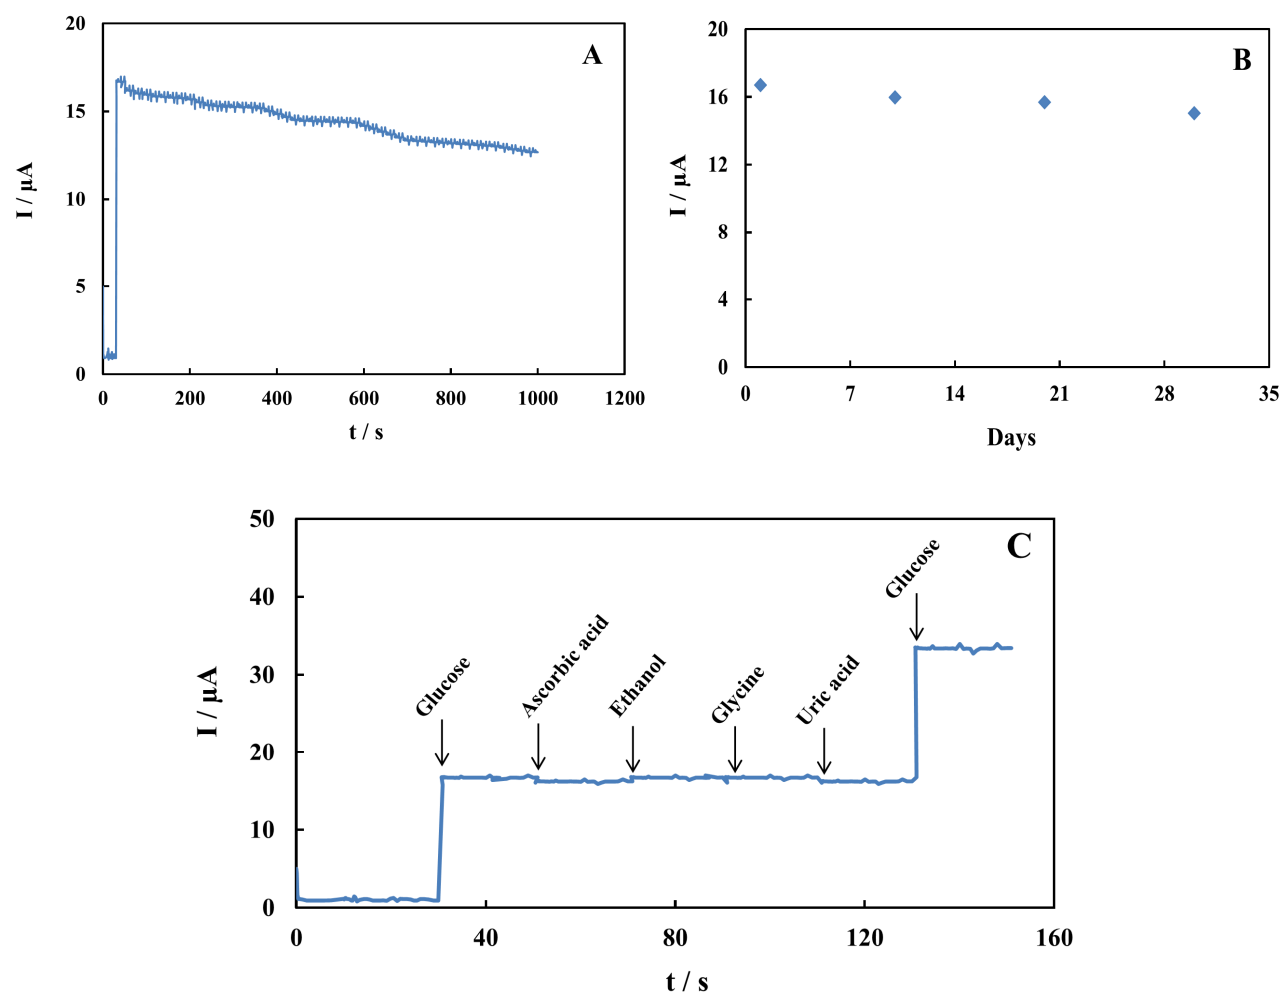 A
20
15
10
5
0
I / μA
0 200 400 600 800 1000 1200
t / s
B
20
16
12
8
4
0
I / μA
0 7 14 21 28 35
Days
C
50
40
30
20
10
0
I / μA
Glucose
Ascorbic acid
Ethanol
Glycine
Uric acid
Glucose
0 40 80 120 160
t / s